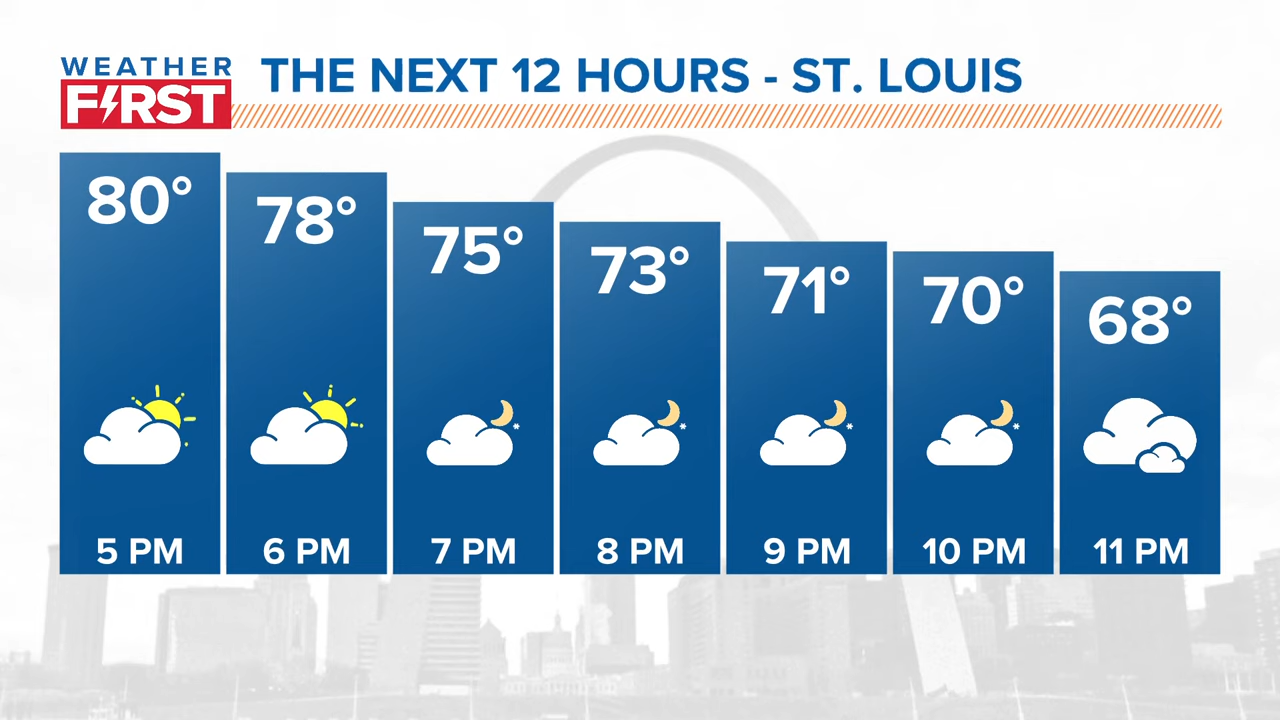 WEATHER
FIRST
THE NEXT 12 HOURS - ST. LOUIS
80°
78°
75°
73°
71°
70°
68°
5 PM
6 PM
7 PM
8 PM
9 PM
10 PM
11 PM